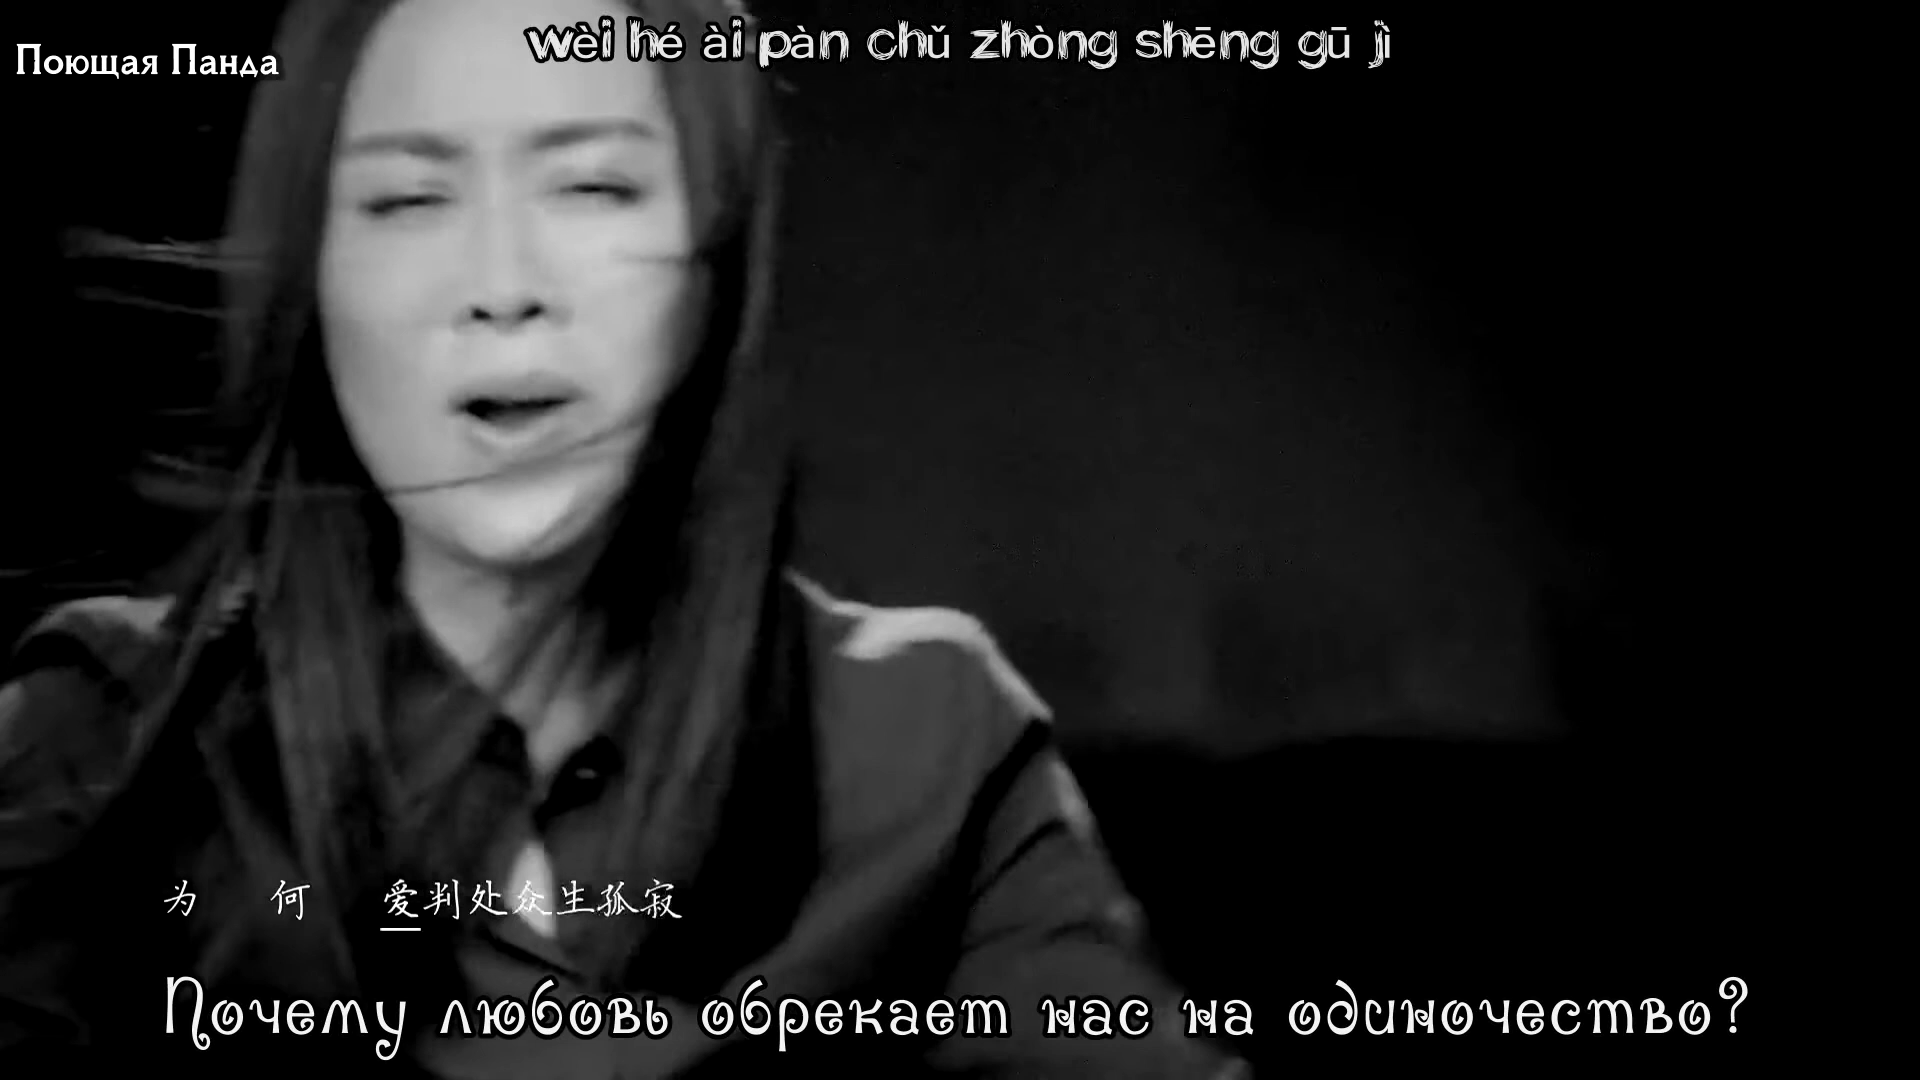 wèi hé ài pàn chǔ zhòng shēng gū jì
Поющая Панда
为 何 爱判处众生孤寂
Почему любовь обрекает нас на одиночество?